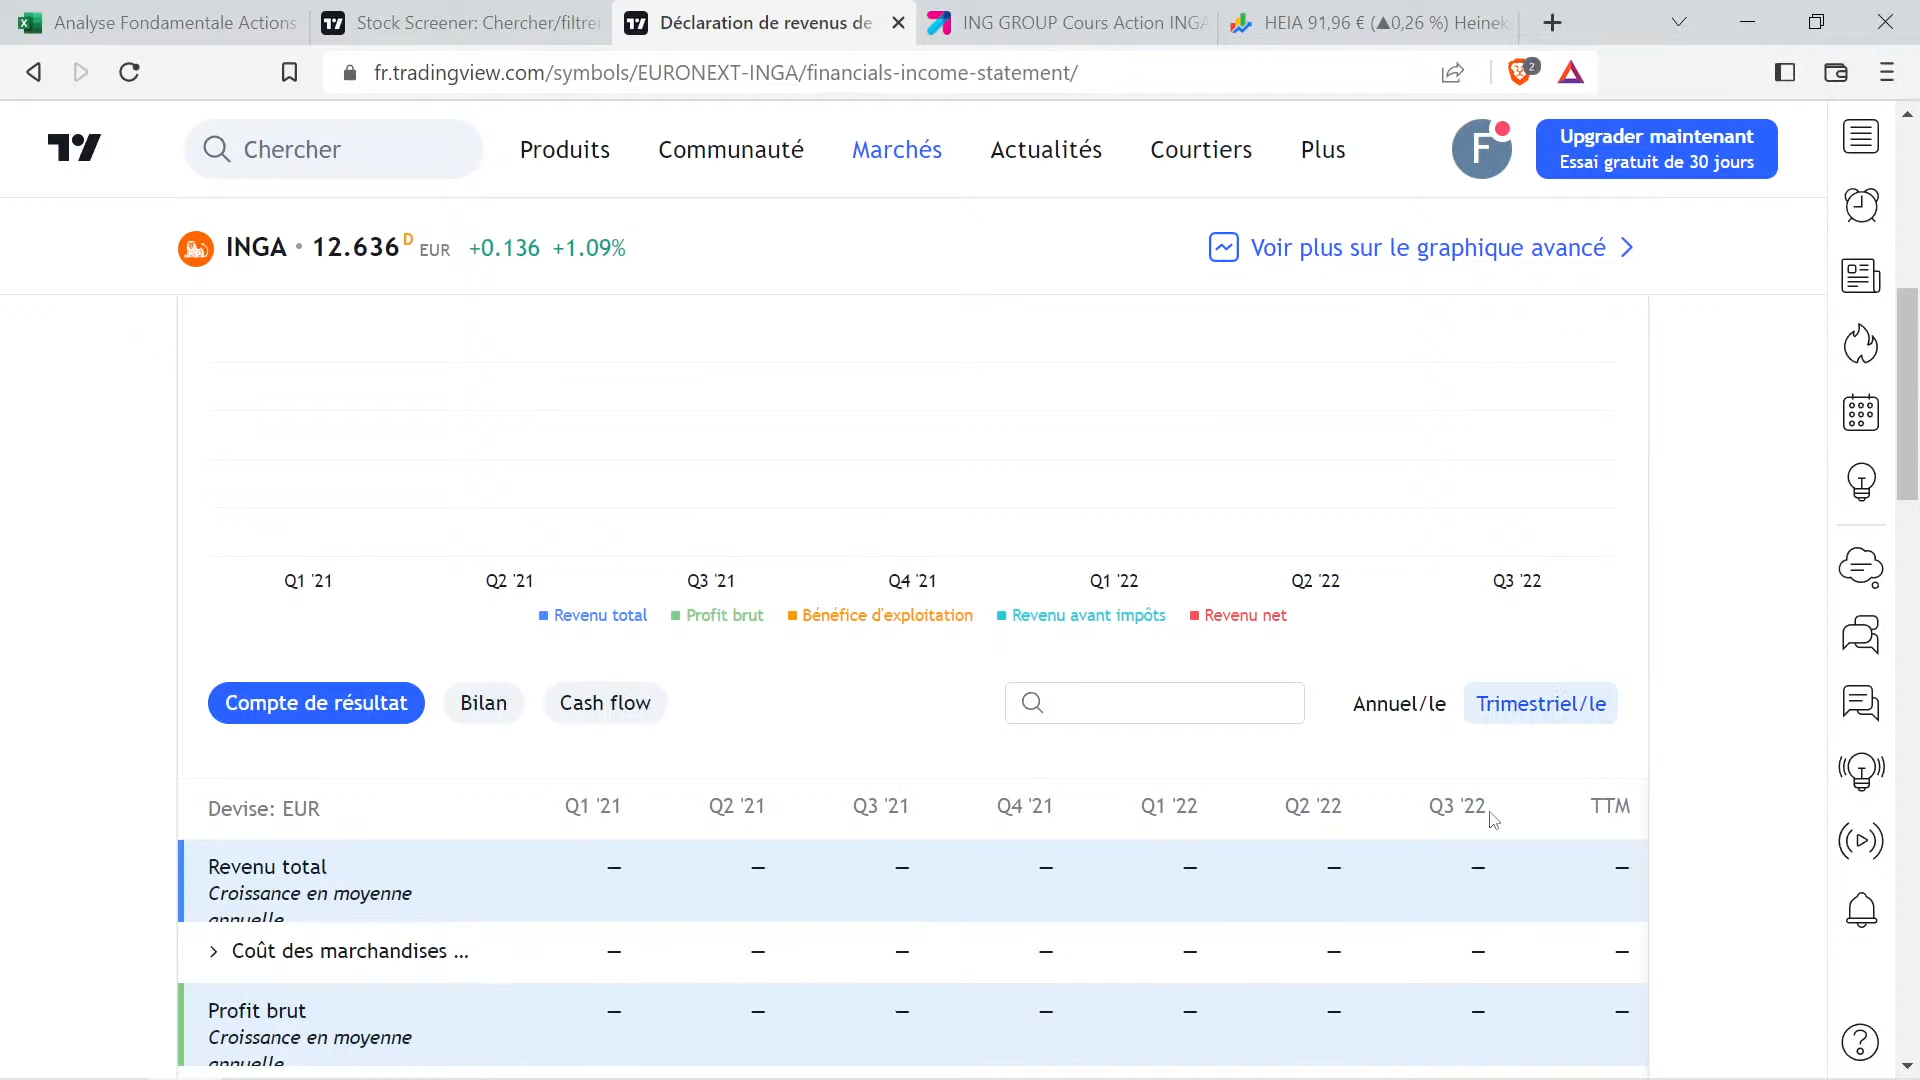 Analyse Fondamentale Actions
Stock Screener: Chercher/filtrer
Déclaration de revenus de
ING GROUP Cours Action INGA
HEIA 91,96 € (▲0,26 %) Heinek
fr.tradingview.com/symbols/EURONEXT-INGA/financials-income-statement/
2
Chercher
Produits
Communauté
Marchés
Actualités
Courtiers
Plus
F
Upgrader maintenant
Essai gratuit de 30 jours
INGA • 12.636 D EUR +0.136 +1.09%
Voir plus sur le graphique avancé
Q1 '21 Q2 '21 Q3 '21 Q4 '21 Q1 '22 Q2 '22 Q3 '22
Revenu total Profit brut Bénéfice d'exploitation Revenu avant impôts Revenu net
Compte de résultat Bilan Cash flow Annuel/le Trimestriel/le
Devise: EUR Q1 '21 Q2 '21 Q3 '21 Q4 '21 Q1 '22 Q2 '22 Q3 '22 TTM
Revenu total — — — — — — — —
Croissance en moyenne
annuelle
Coût des marchandises ... — — — — — — — —
Profit brut — — — — — — — —
Croissance en moyenne
annuelle